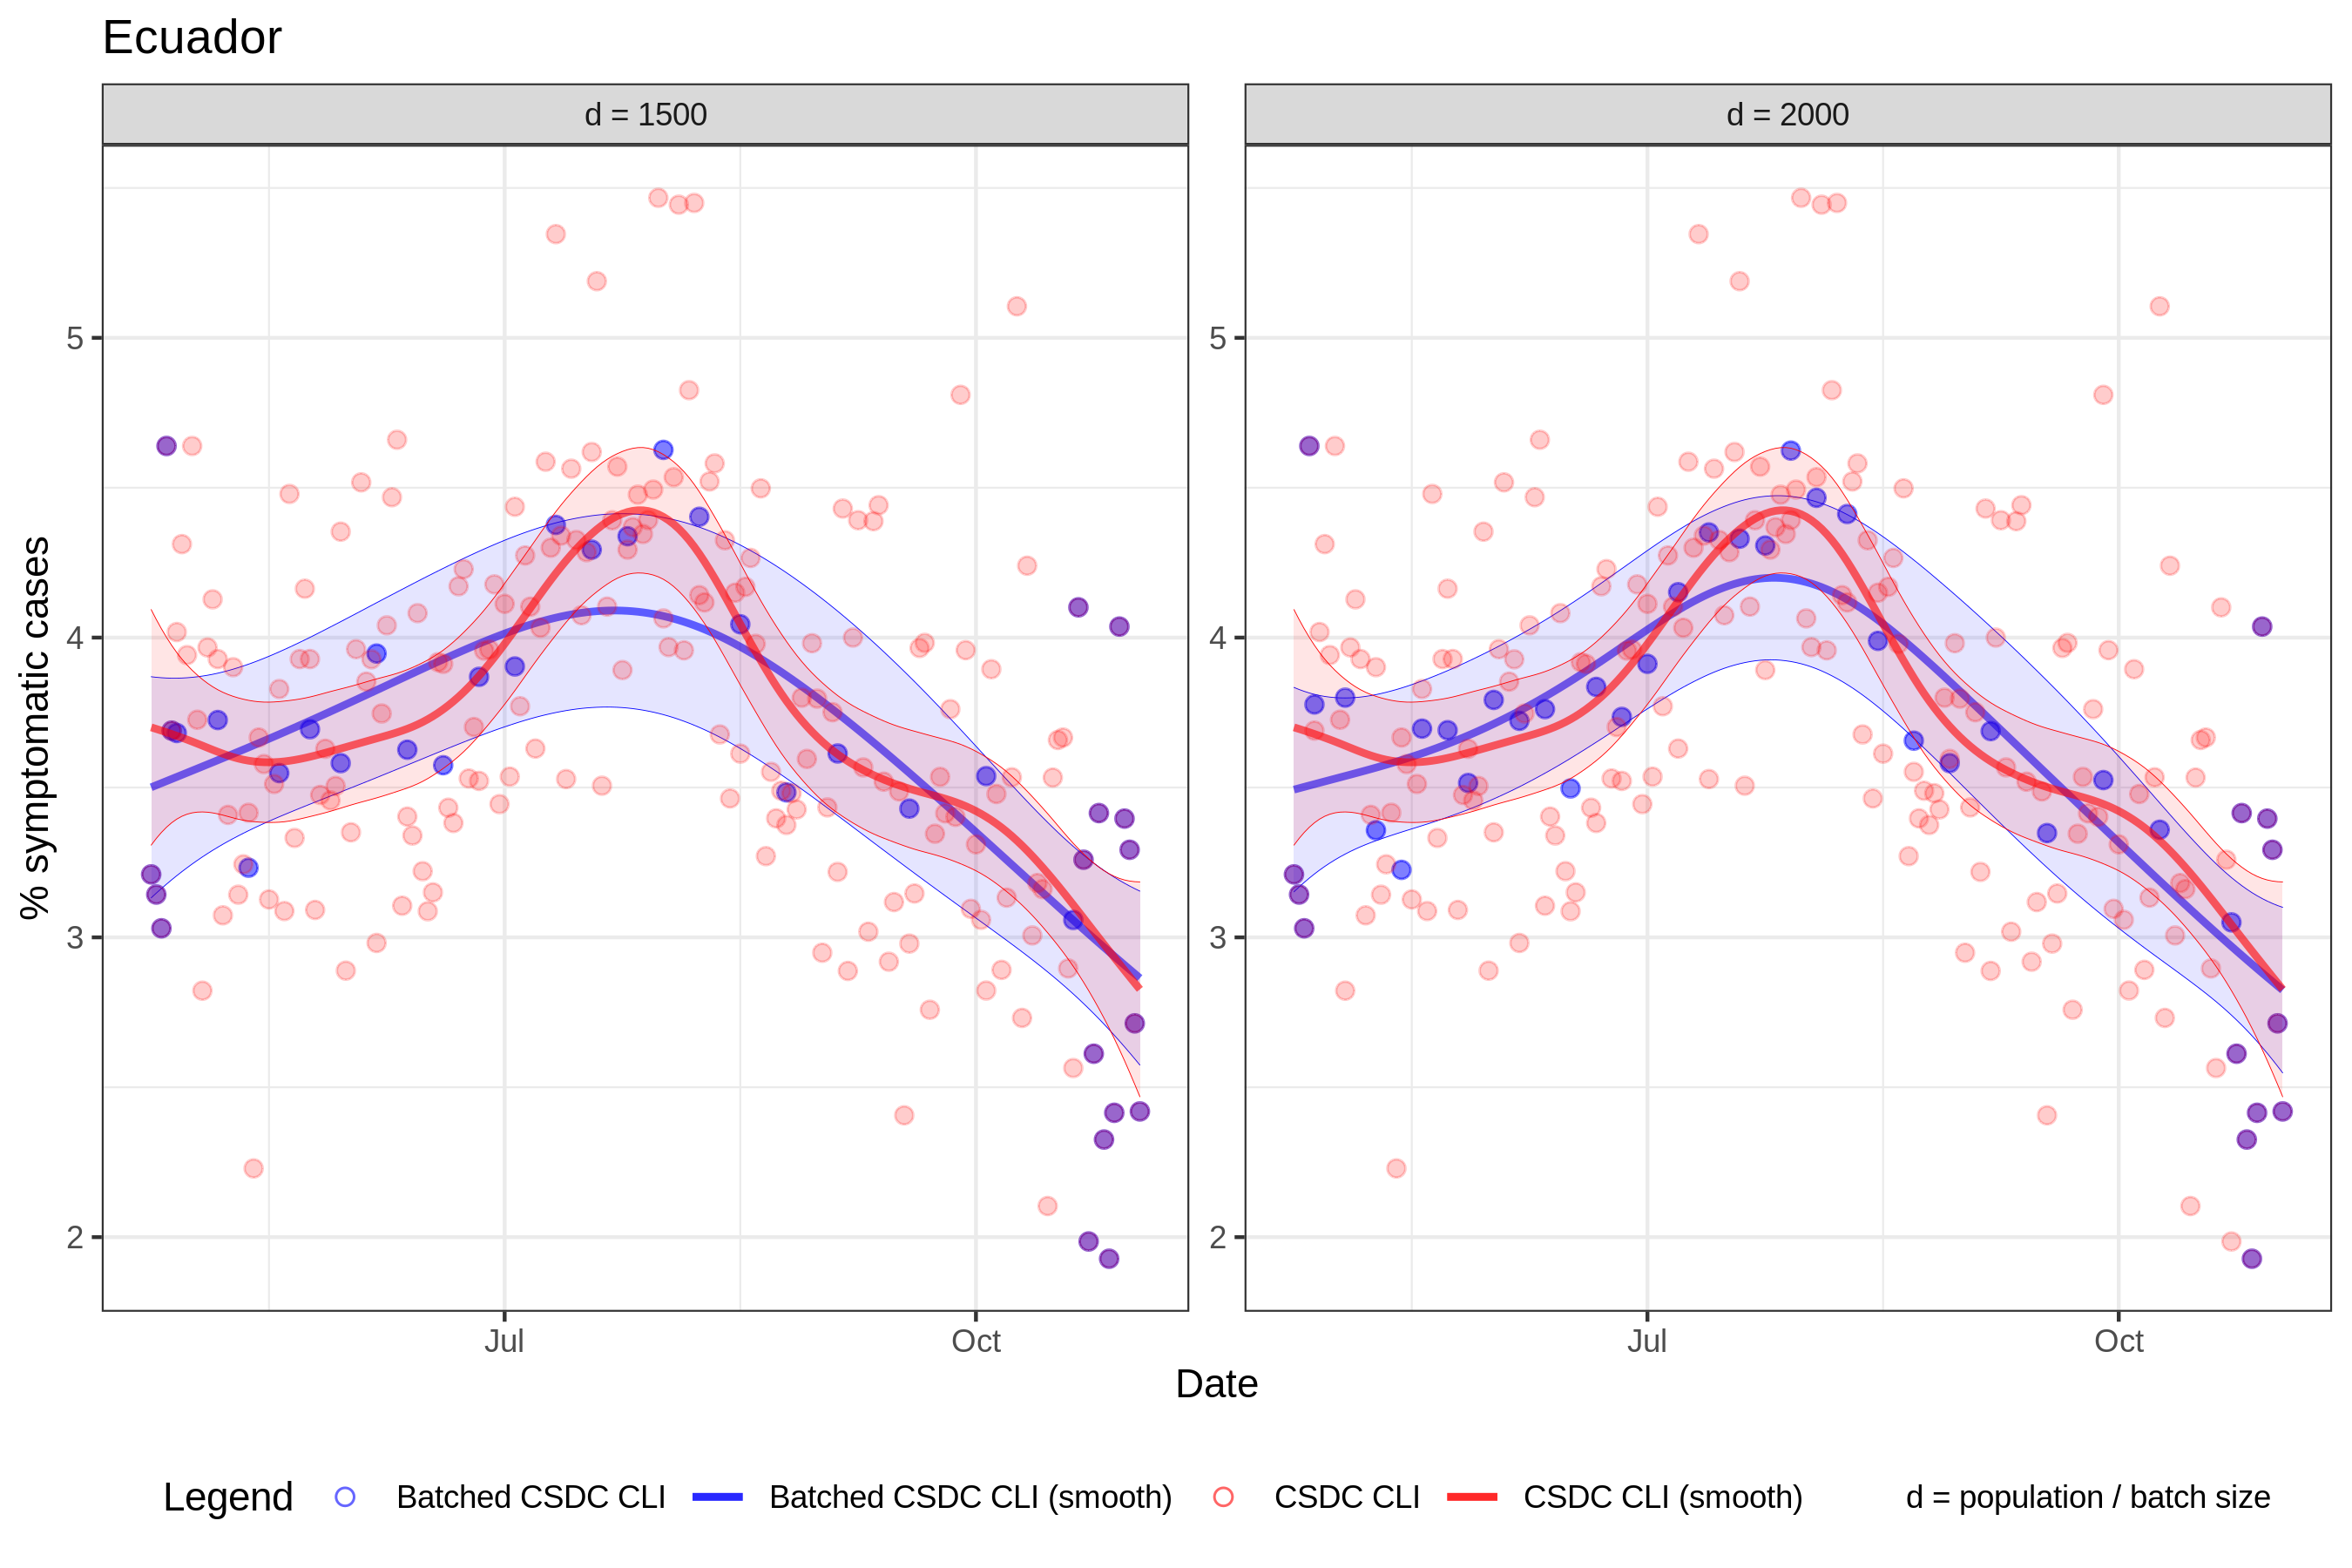 Ecuador
d = 1500
d = 2000
% symptomatic cases
5
4
3
2
5
4
3
2
Jul
Oct
Jul
Oct
Date
Legend
Batched CSDC CLI
Batched CSDC CLI (smooth)
CSDC CLI
CSDC CLI (smooth)
d = population / batch size